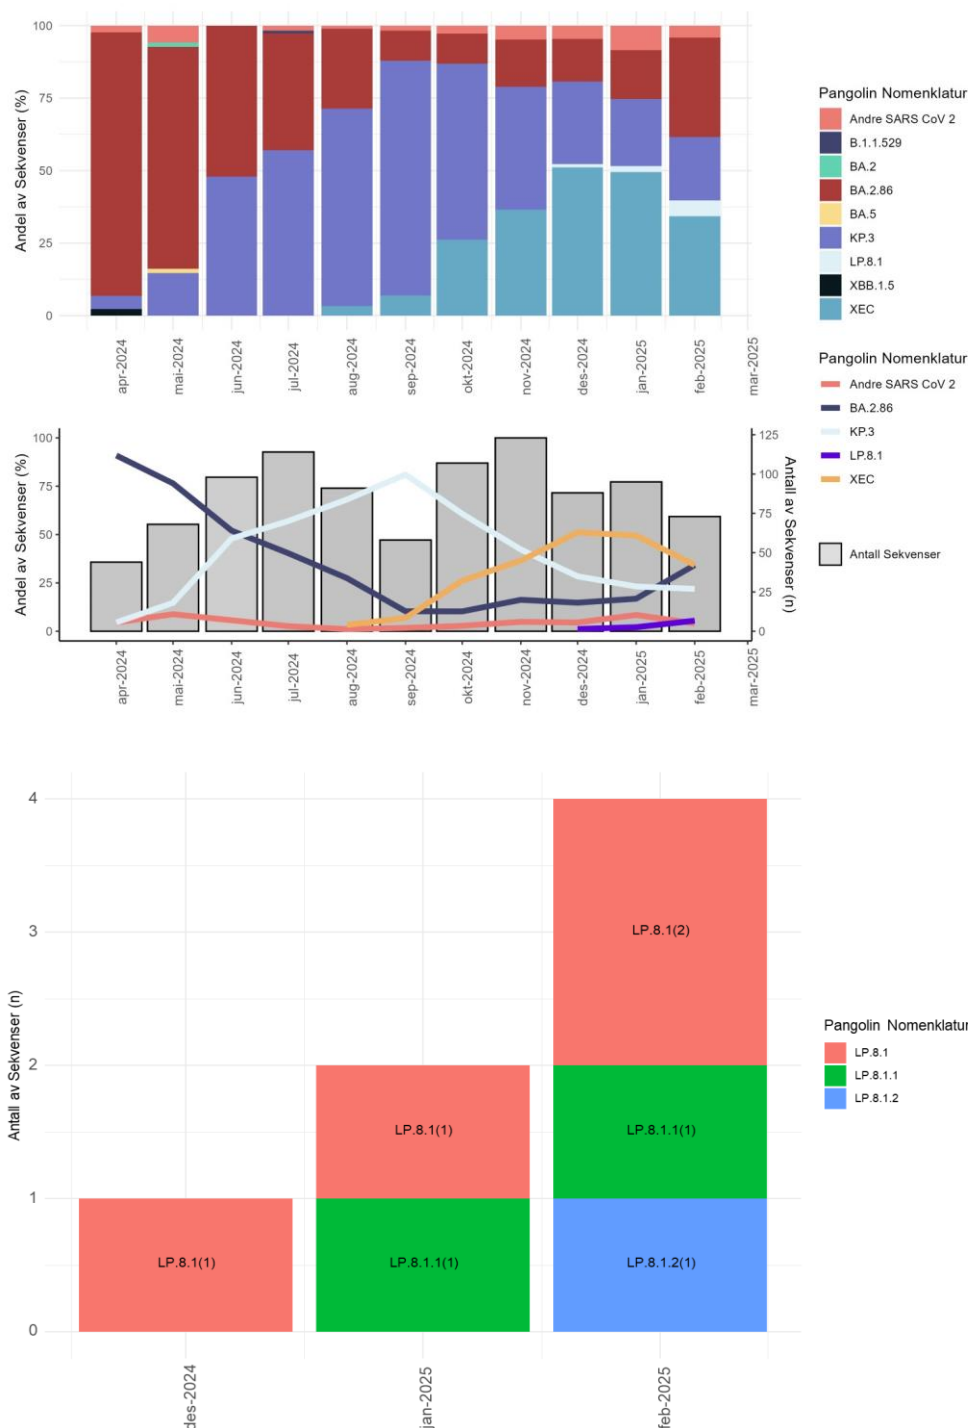 100
75
50
25
0
Andel av Sekvenser (%)
apr-2024
mai-2024
jun-2024
jul-2024
aug-2024
sep-2024
okt-2024
nov-2024
des-2024
jan-2025
feb-2025
mar-2025
Pangolin Nomenklatur
Andre SARS CoV 2
B.1.1.529
BA.2
BA.2.86
BA.5
KP.3
LP.8.1
XBB.1.5
XEC
100
75
50
25
0
Andel av Sekvenser (%)
125
100
75
50
25
0
Antall av Sekvenser (n)
apr-2024
mai-2024
jun-2024
jul-2024
aug-2024
sep-2024
okt-2024
nov-2024
des-2024
jan-2025
feb-2025
mar-2025
Pangolin Nomenklatur
Andre SARS CoV 2
BA.2.86
KP.3
LP.8.1
XEC
Antall Sekvenser
4
3
2
1
0
Antall av Sekvenser (n)
LP.8.1(2)
LP.8.1(1)
LP.8.1.1(1)
LP.8.1(1)
LP.8.1.1(1)
LP.8.1.2(1)
des-2024
jan-2025
feb-2025
Pangolin Nomenklatur
LP.8.1
LP.8.1.1
LP.8.1.2